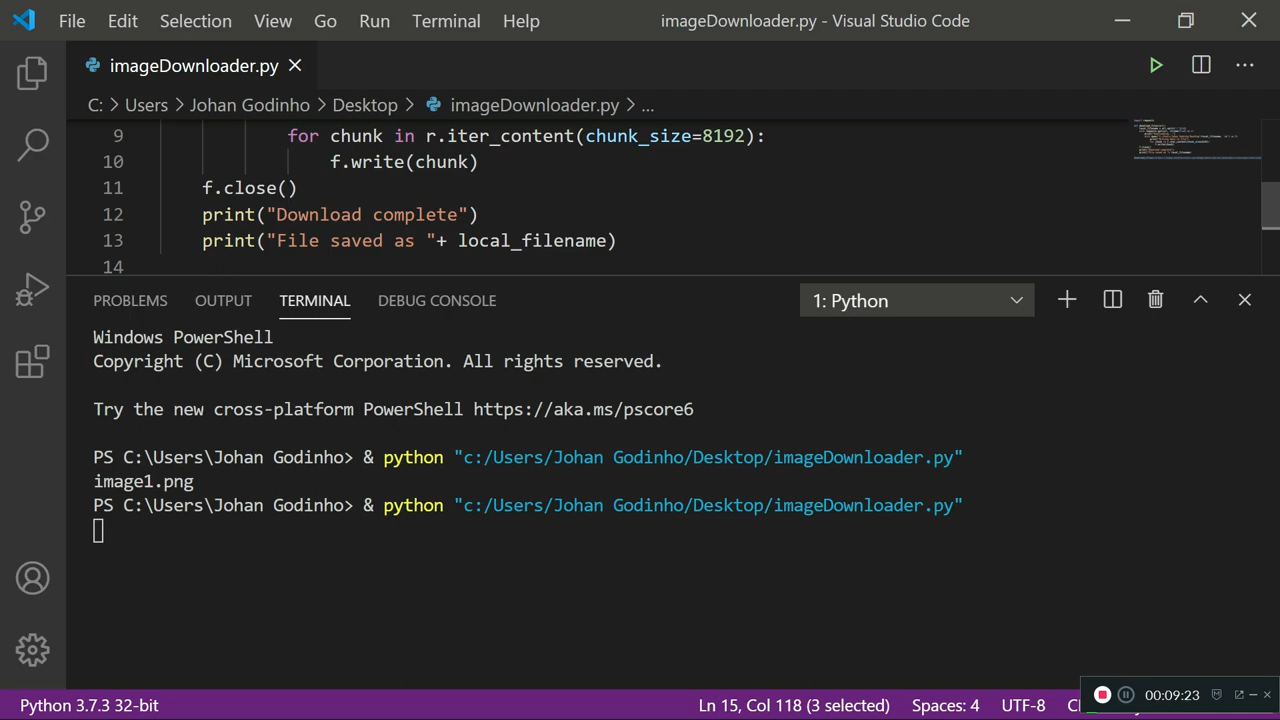 File Edit Selection View Go Run Terminal Help imageDownloader.py - Visual Studio Code
imageDownloader.py
C: > Users > Johan Godinho > Desktop > imageDownloader.py > ...
9 for chunk in r.iter_content(chunk_size=8192):
10 f.write(chunk)
11 f.close()
12 print("Download complete")
13 print("File saved as "+ local_filename)
14
PROBLEMS OUTPUT TERMINAL DEBUG CONSOLE 1: Python
Windows PowerShell
Copyright (C) Microsoft Corporation. All rights reserved.
Try the new cross-platform PowerShell https://aka.ms/pscore6
PS C:\Users\Johan Godinho> & python "c:/Users/Johan Godinho/Desktop/imageDownloader.py"
image1.png
PS C:\Users\Johan Godinho> & python "c:/Users/Johan Godinho/Desktop/imageDownloader.py"
Python 3.7.3 32-bit Ln 15, Col 118 (3 selected) Spaces: 4 UTF-8
00:09:23